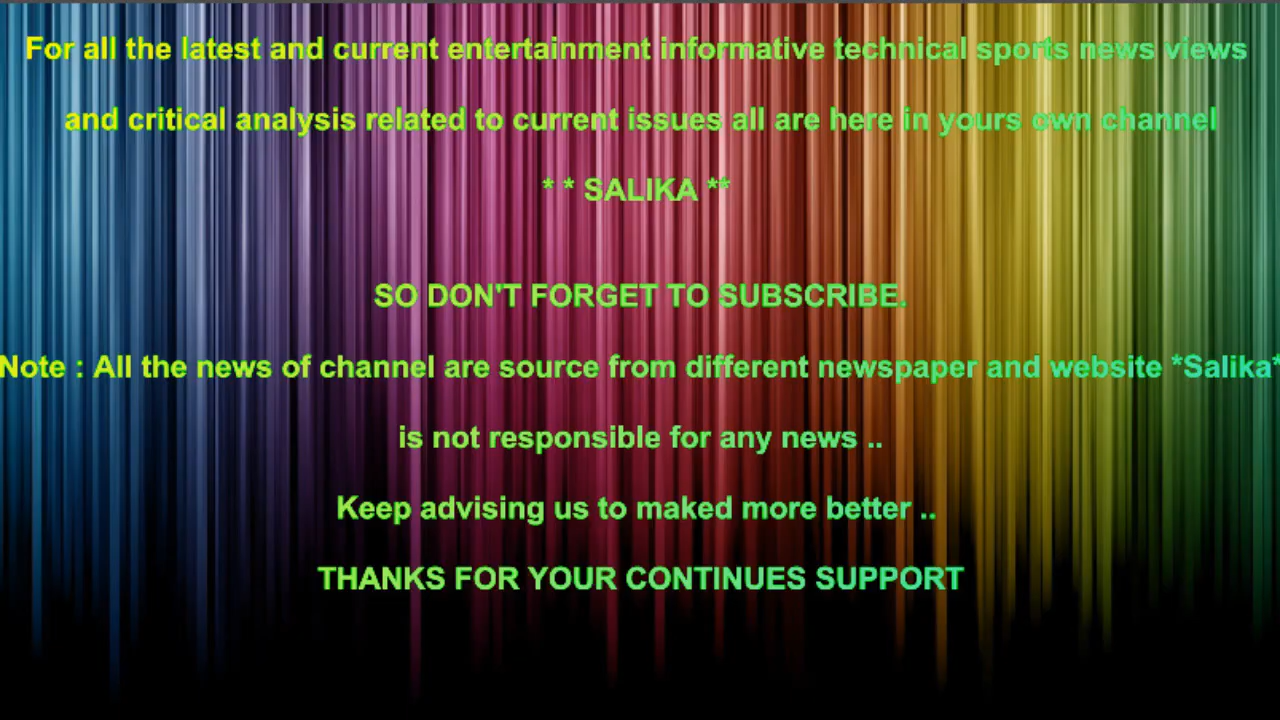 For all the latest and current entertainment informative technical sports news views
and critical analysis related to current issues all are here in yours own channel
* * SALIKA **
SO DON'T FORGET TO SUBSCRIBE.
Note : All the news of channel are source from different newspaper and website *Salika*
is not responsible for any news ..
Keep advising us to maked more better ..
THANKS FOR YOUR CONTINUES SUPPORT